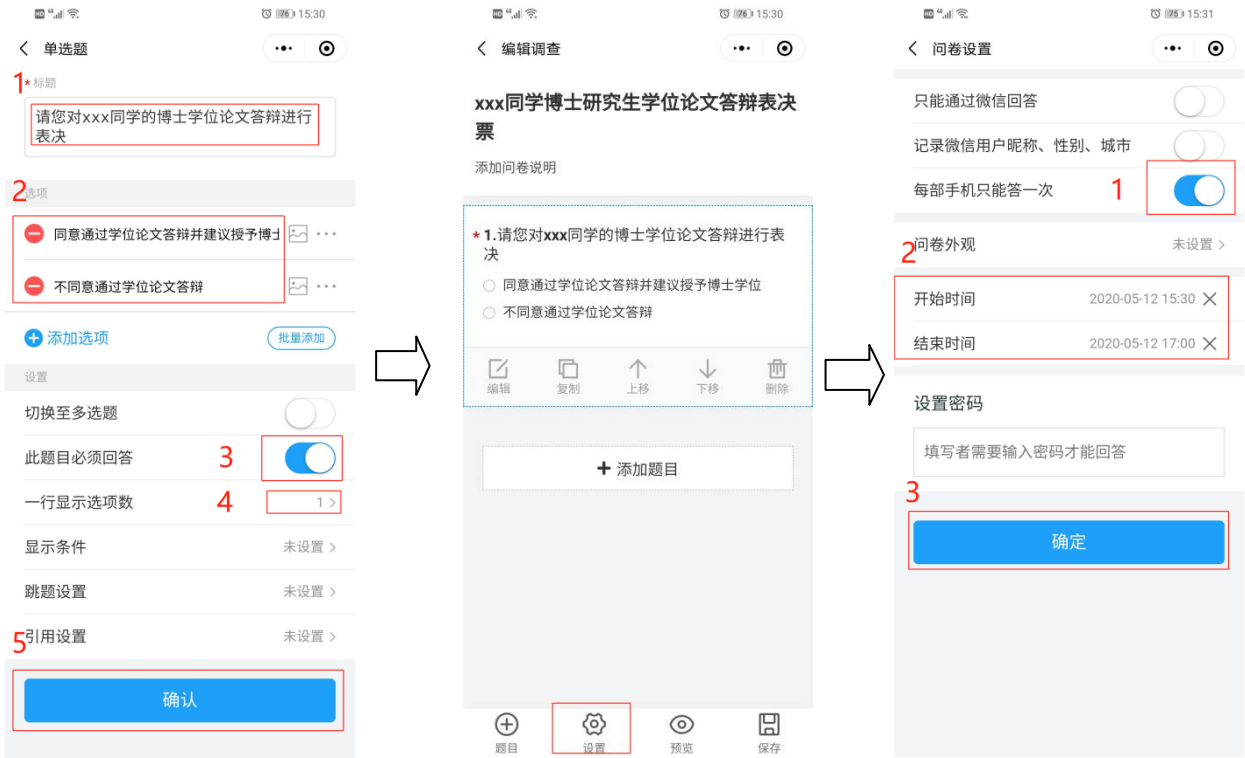 HD 46 76 15:30
单选题
1
* 标题
请您对xxx同学的博士学位论文答辩进行
表决
2
选项
同意通过学位论文答辩并建议授予博士
不同意通过学位论文答辩
添加选项 批量添加
设置
切换至多选题
此题目必须回答 3
一行显示选项数 4 1 >
显示条件 未设置 >
跳题设置 未设置 >
5
引用设置 未设置 >
确认
HD 46 76 15:30
编辑调查
xxx同学博士研究生学位论文答辩表决
票
添加问卷说明
* 1.请您对xxx同学的博士学位论文答辩进行表
决
同意通过学位论文答辩并建议授予博士学位
不同意通过学位论文答辩
编辑 复制 上移 下移 删除
+ 添加题目
题目 设置 预览 保存
HD 46 75 15:31
问卷设置
只能通过微信回答
记录微信用户昵称、性别、城市
每部手机只能答一次 1
2
问卷外观 未设置 >
开始时间 2020-05-12 15:30
结束时间 2020-05-12 17:00
设置密码
填写者需要输入密码才能回答
3
确定